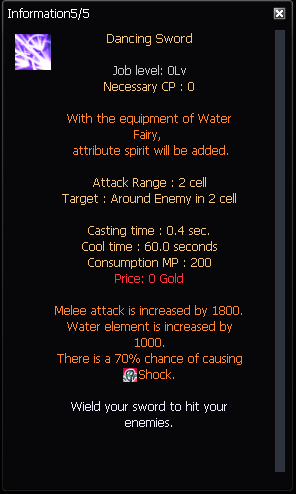 Information5/5
Dancing Sword
Job level: 0Lv
Necessary CP : 0
With the equipment of Water
Fairy,
attribute spirit will be added.
Attack Range : 2 cell
Target : Around Enemy in 2 cell
Casting time : 0.4 sec.
Cool time : 60.0 seconds
Consumption MP : 200
Price: 0 Gold
Melee attack is increased by 1800.
Water element is increased by
1000.
There is a 70% chance of causing
Shock.
Wield your sword to hit your
enemies.